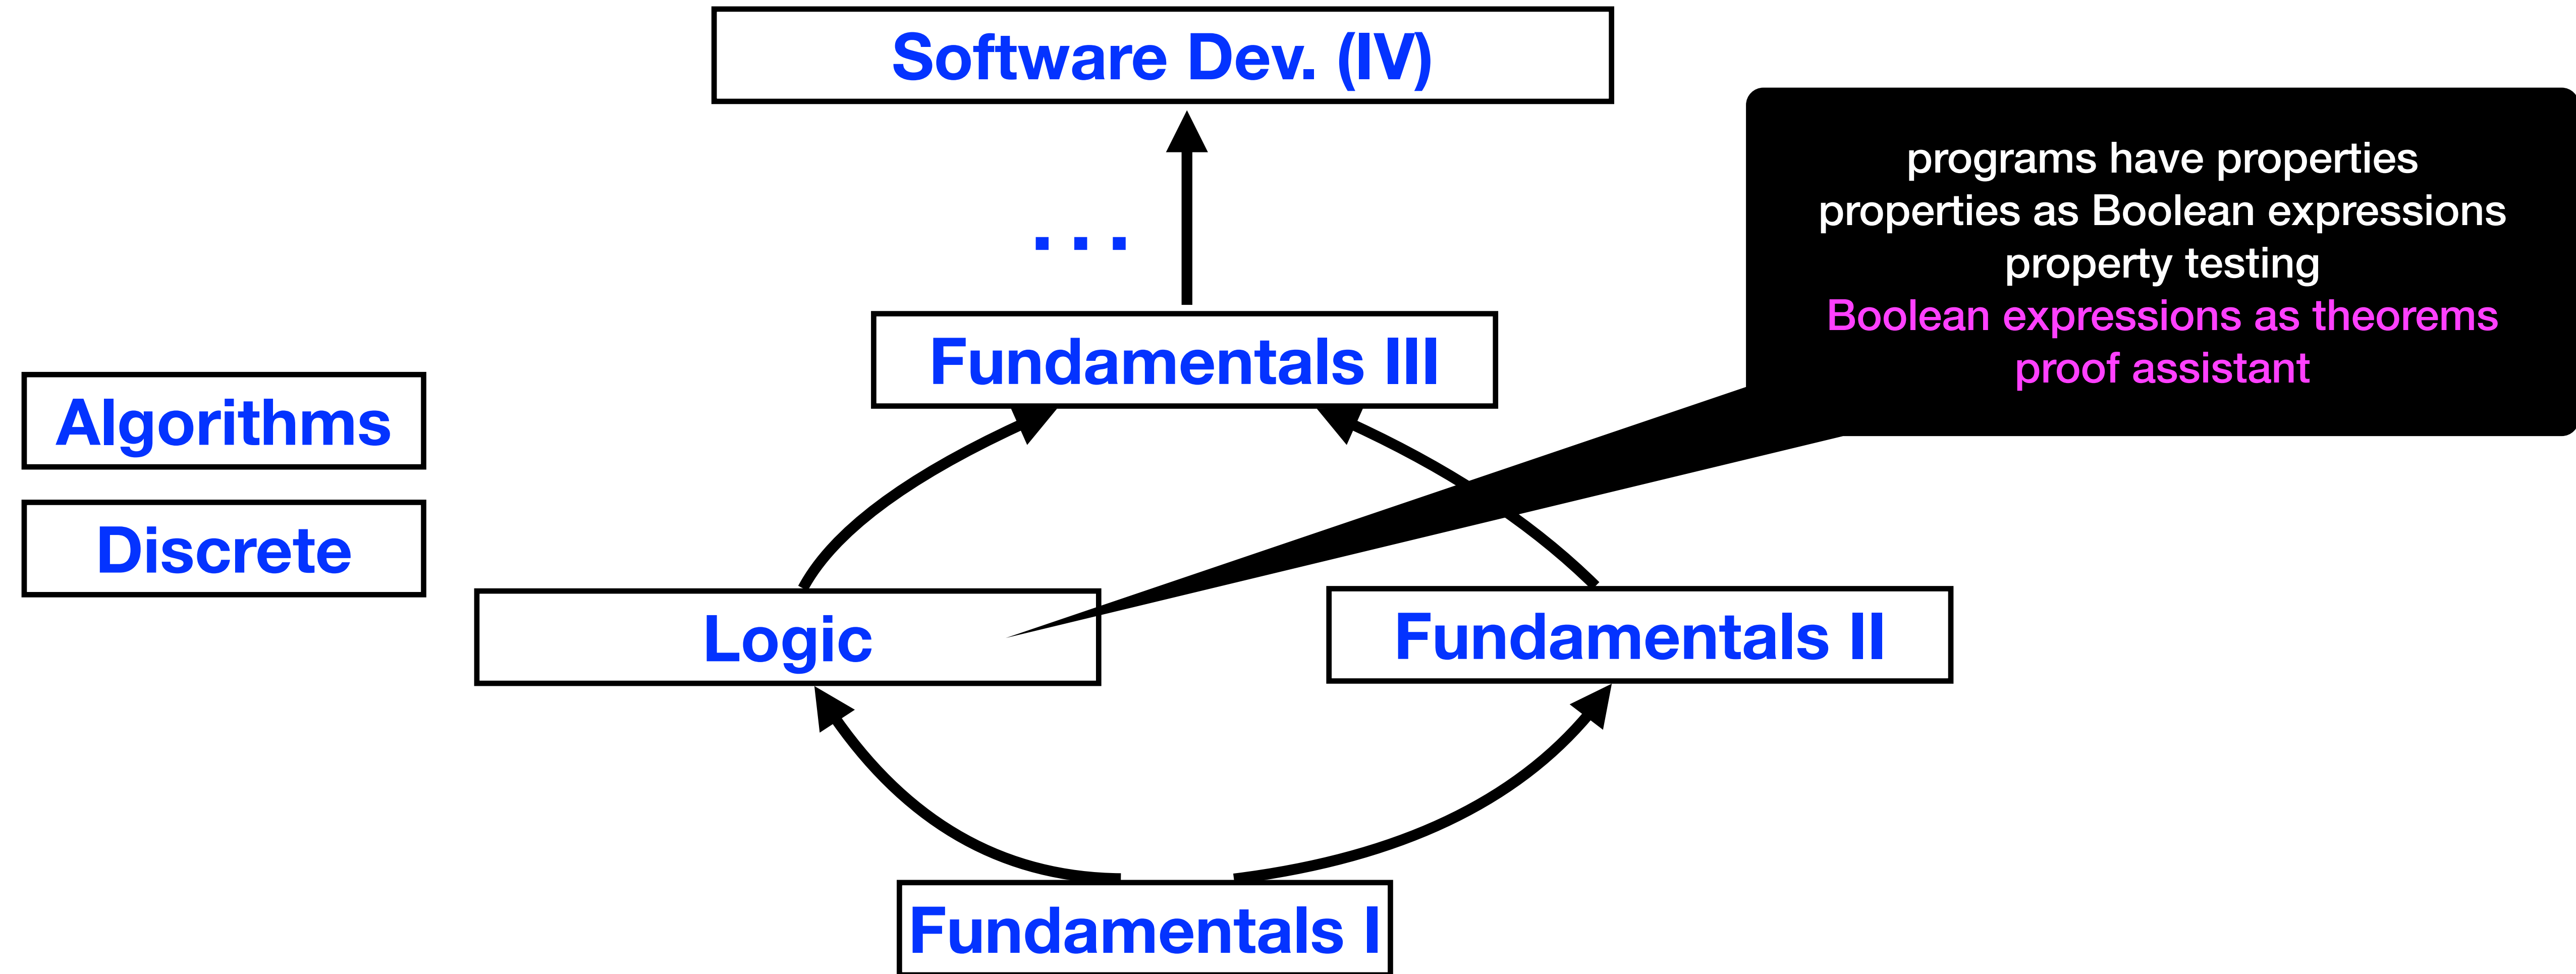 Software Dev. (IV)
programs have properties
properties as Boolean expressions
property testing
Boolean expressions as theorems
proof assistant
. . .
Fundamentals III
Algorithms
Discrete
Logic
Fundamentals II
Fundamentals I